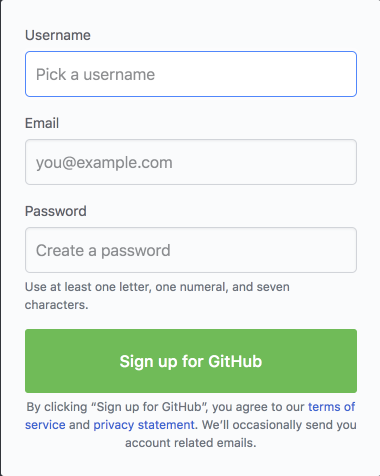 Username
Pick a username
Email
you@example.com
Password
Create a password
Use at least one letter, one numeral, and seven
characters.
Sign up for GitHub
By clicking “Sign up for GitHub”, you agree to our terms of
service and privacy statement. We’ll occasionally send you
account related emails.